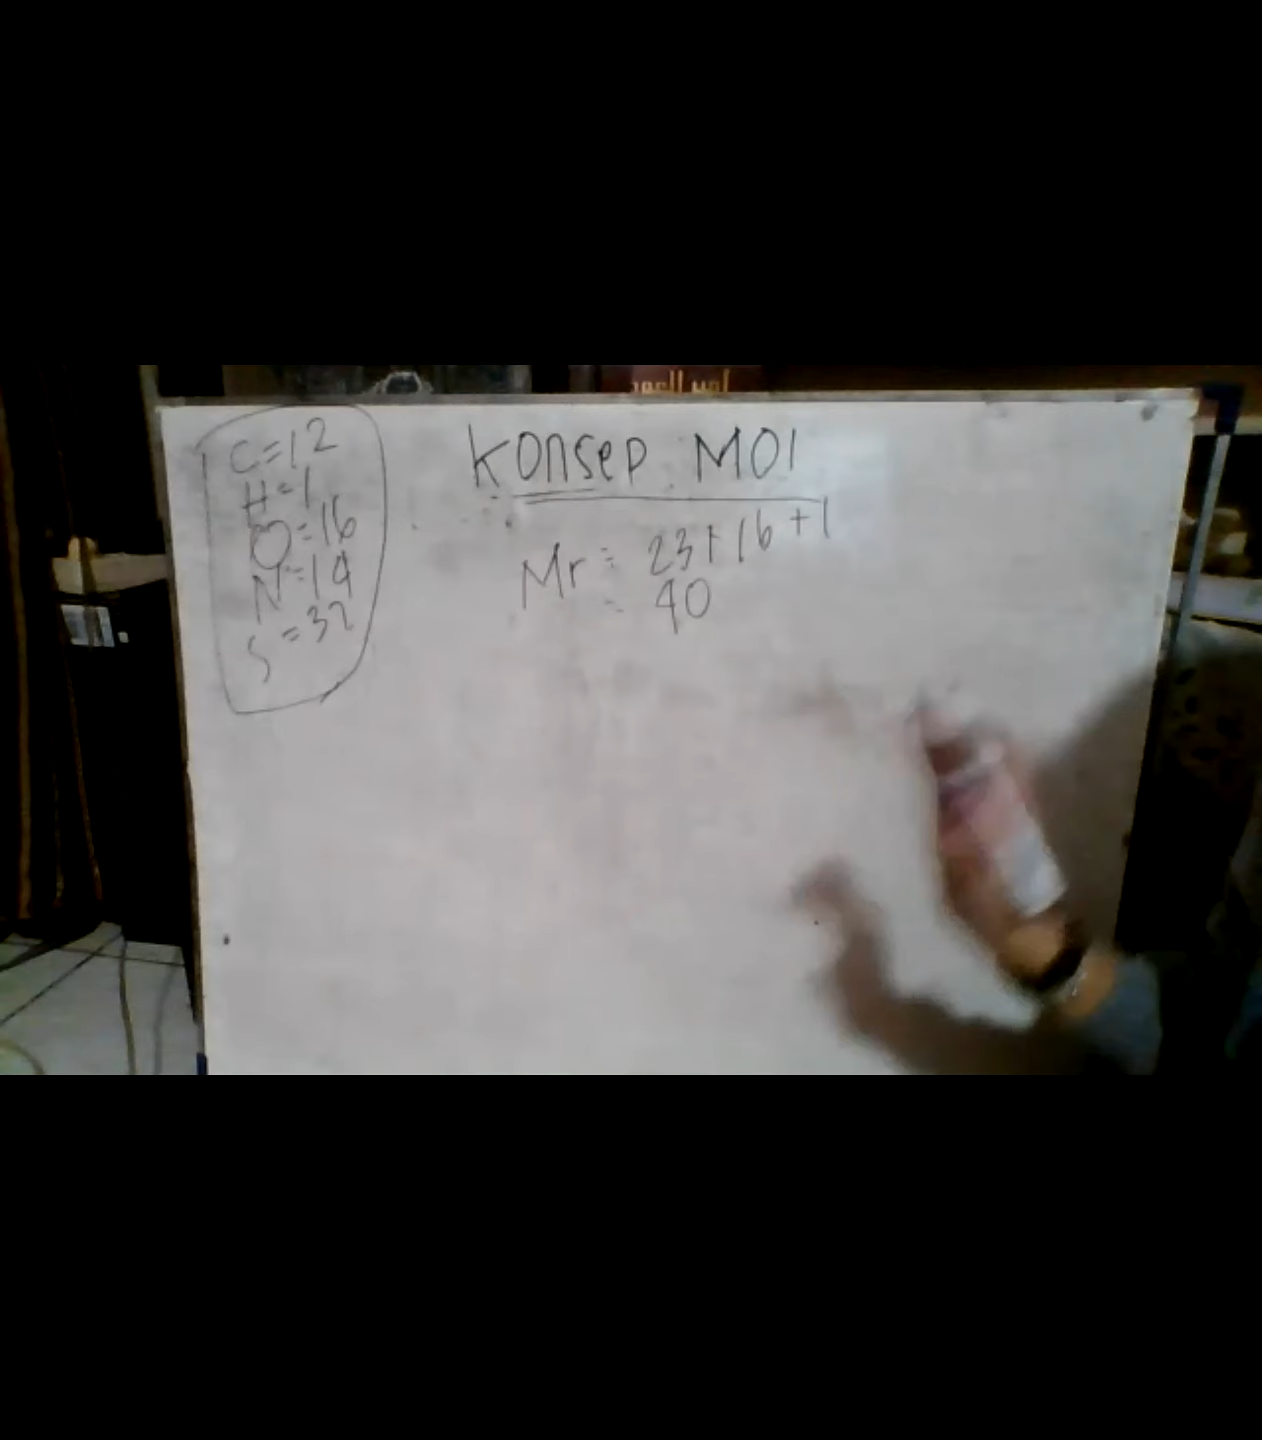 C=12
H=1
O=16
N=14
S=32
Konsep Mol
Mr = 23+16+1
= 40